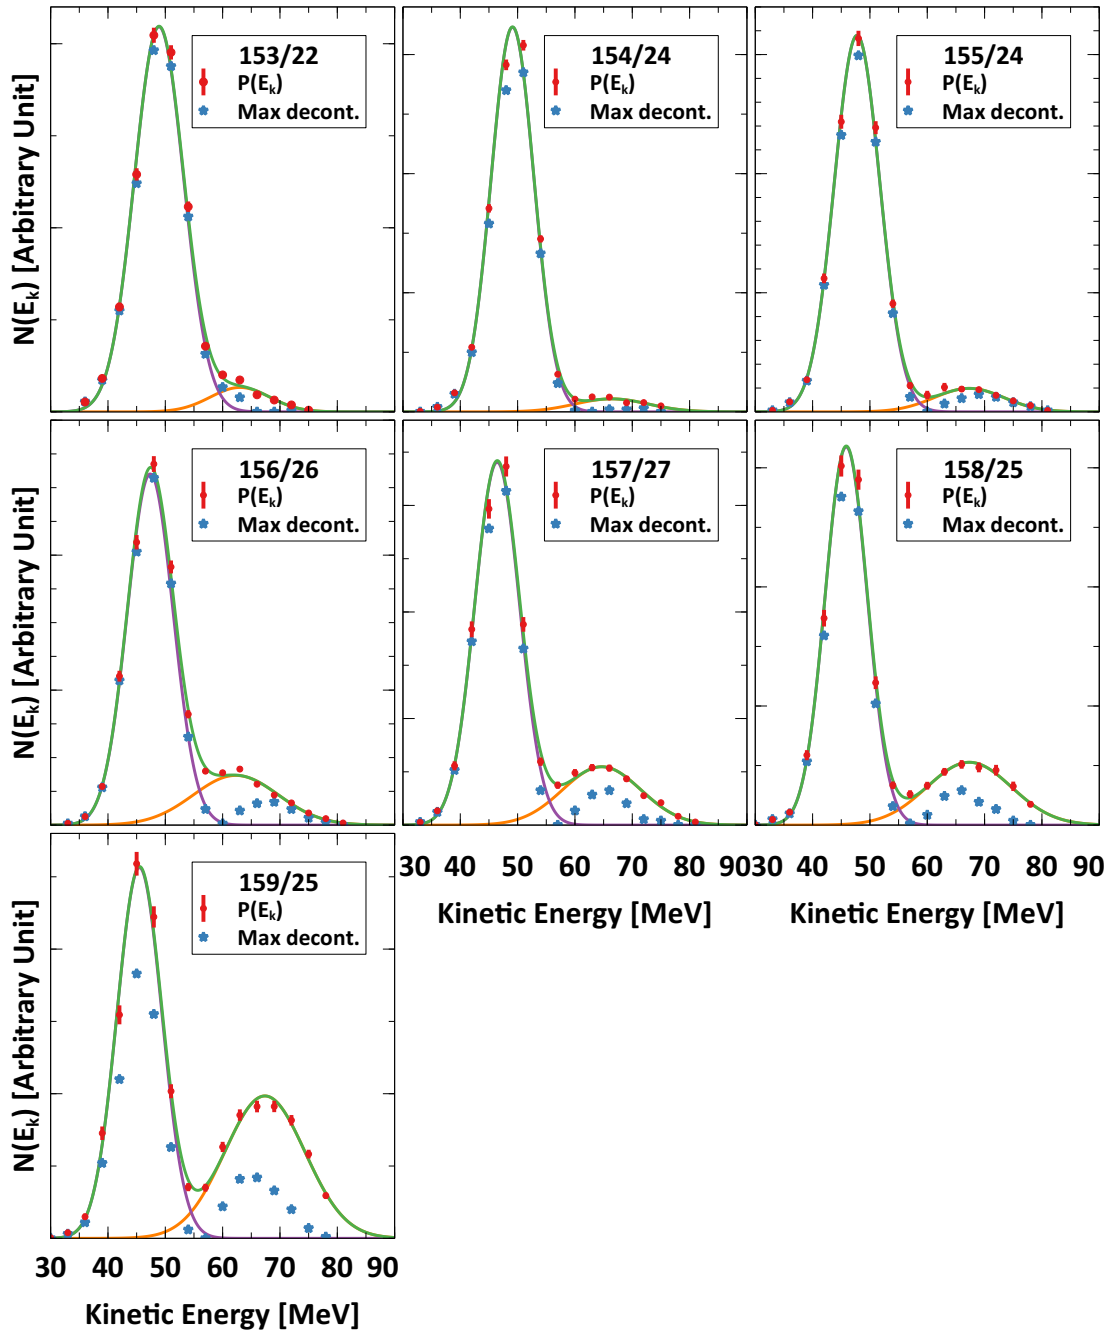 N(Eₖ) [Arbitrary Unit]
153/22
P(Eₖ)
Max decont.
154/24
P(Eₖ)
Max decont.
155/24
P(Eₖ)
Max decont.
N(Eₖ) [Arbitrary Unit]
156/26
P(Eₖ)
Max decont.
157/27
P(Eₖ)
Max decont.
158/25
P(Eₖ)
Max decont.
40 50 60 70 80 90
Kinetic Energy [MeV]
40 50 60 70 80 90
Kinetic Energy [MeV]
N(Eₖ) [Arbitrary Unit]
159/25
P(Eₖ)
Max decont.
30 40 50 60 70 80 90
Kinetic Energy [MeV]